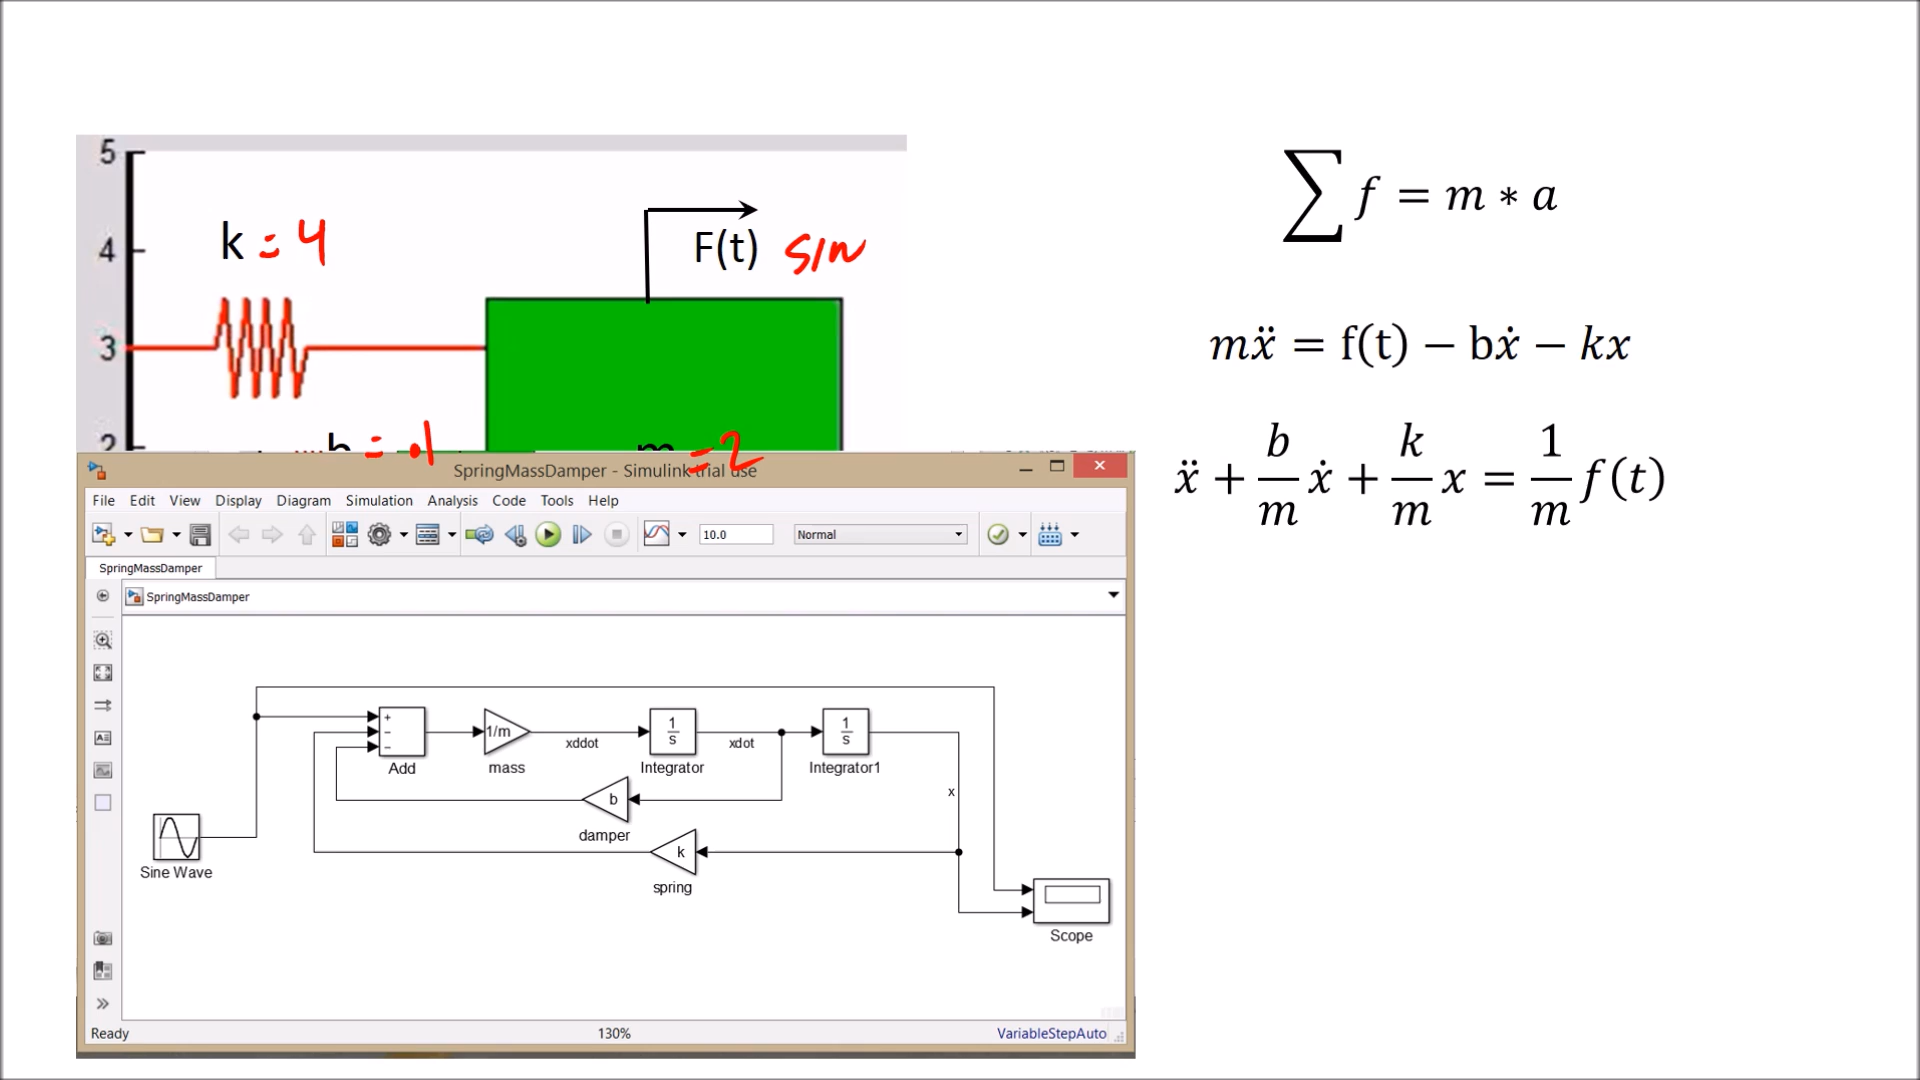 5
4
3
2
k = 4
F(t) sin
b = .1
m = 2
∑ f = m ∗ a
mẍ = f(t) − bẋ − kx
ẍ + b/m ẋ + k/m x = 1/m f(t)
SpringMassDamper - Simulink trial use
File Edit View Display Diagram Simulation Analysis Code Tools Help
10.0 Normal
SpringMassDamper
SpringMassDamper
+
−
−
Add
1/m
mass
xddot
1/s
Integrator
xdot
1/s
Integrator1
x
b
damper
k
spring
Sine Wave
Scope
Ready 130% VariableStepAuto